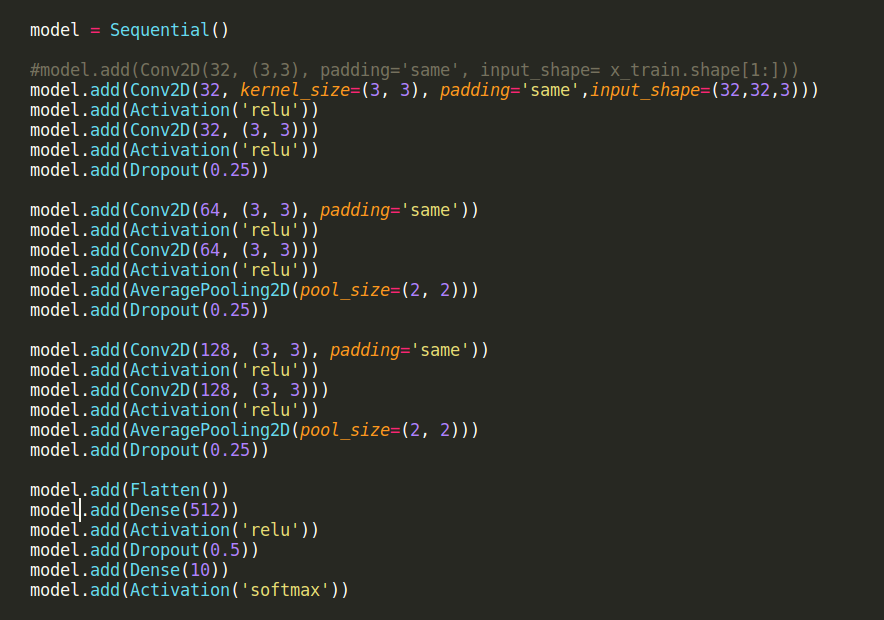 model = Sequential()
#model.add(Conv2D(32, (3,3), padding='same', input_shape= x_train.shape[1:]))
model.add(Conv2D(32, kernel_size=(3, 3), padding='same',input_shape=(32,32,3)))
model.add(Activation('relu'))
model.add(Conv2D(32, (3, 3)))
model.add(Activation('relu'))
model.add(Dropout(0.25))
model.add(Conv2D(64, (3, 3), padding='same'))
model.add(Activation('relu'))
model.add(Conv2D(64, (3, 3)))
model.add(Activation('relu'))
model.add(AveragePooling2D(pool_size=(2, 2)))
model.add(Dropout(0.25))
model.add(Conv2D(128, (3, 3), padding='same'))
model.add(Activation('relu'))
model.add(Conv2D(128, (3, 3)))
model.add(Activation('relu'))
model.add(AveragePooling2D(pool_size=(2, 2)))
model.add(Dropout(0.25))
model.add(Flatten())
model.add(Dense(512))
model.add(Activation('relu'))
model.add(Dropout(0.5))
model.add(Dense(10))
model.add(Activation('softmax'))